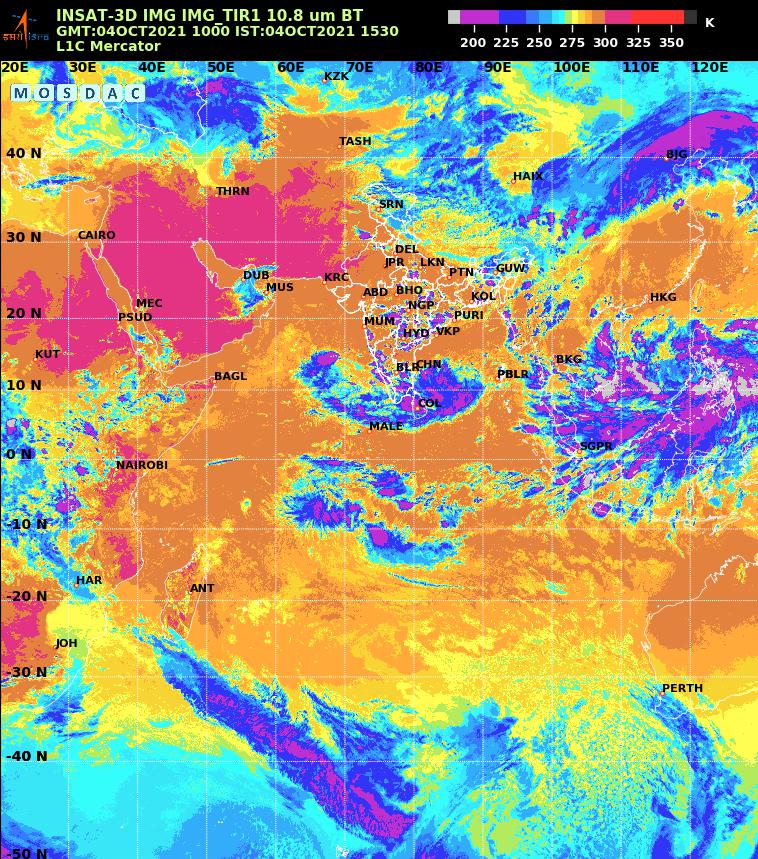 INSAT-3D IMG IMG_TIR1 10.8 um BT
GMT:04OCT2021 1000 IST:04OCT2021 1530
L1C Mercator
K
200 225 250 275 300 325 350
20E 30E 40E 50E 60E 70E 80E 90E 100E 110E 120E
KZK
MOSDAC
TASH
40 N
BJG
HAIX
THRN
SRN
30 N
CAIRO
DEL
JPR LKN
PTN GUW
DUB KRC
MUS
ABD BHO
KOL HKG
MEC NGP
20 N PSUD PURI
MUM
HYD VKP
KUT BKG
BLR CHN
BAGL PBLR
10 N
COL
MALE
SGPR
0 N
NAIROBI
-10 N
HAR
ANT
-20 N
JOH
-30 N
PERTH
-40 N
-50 N